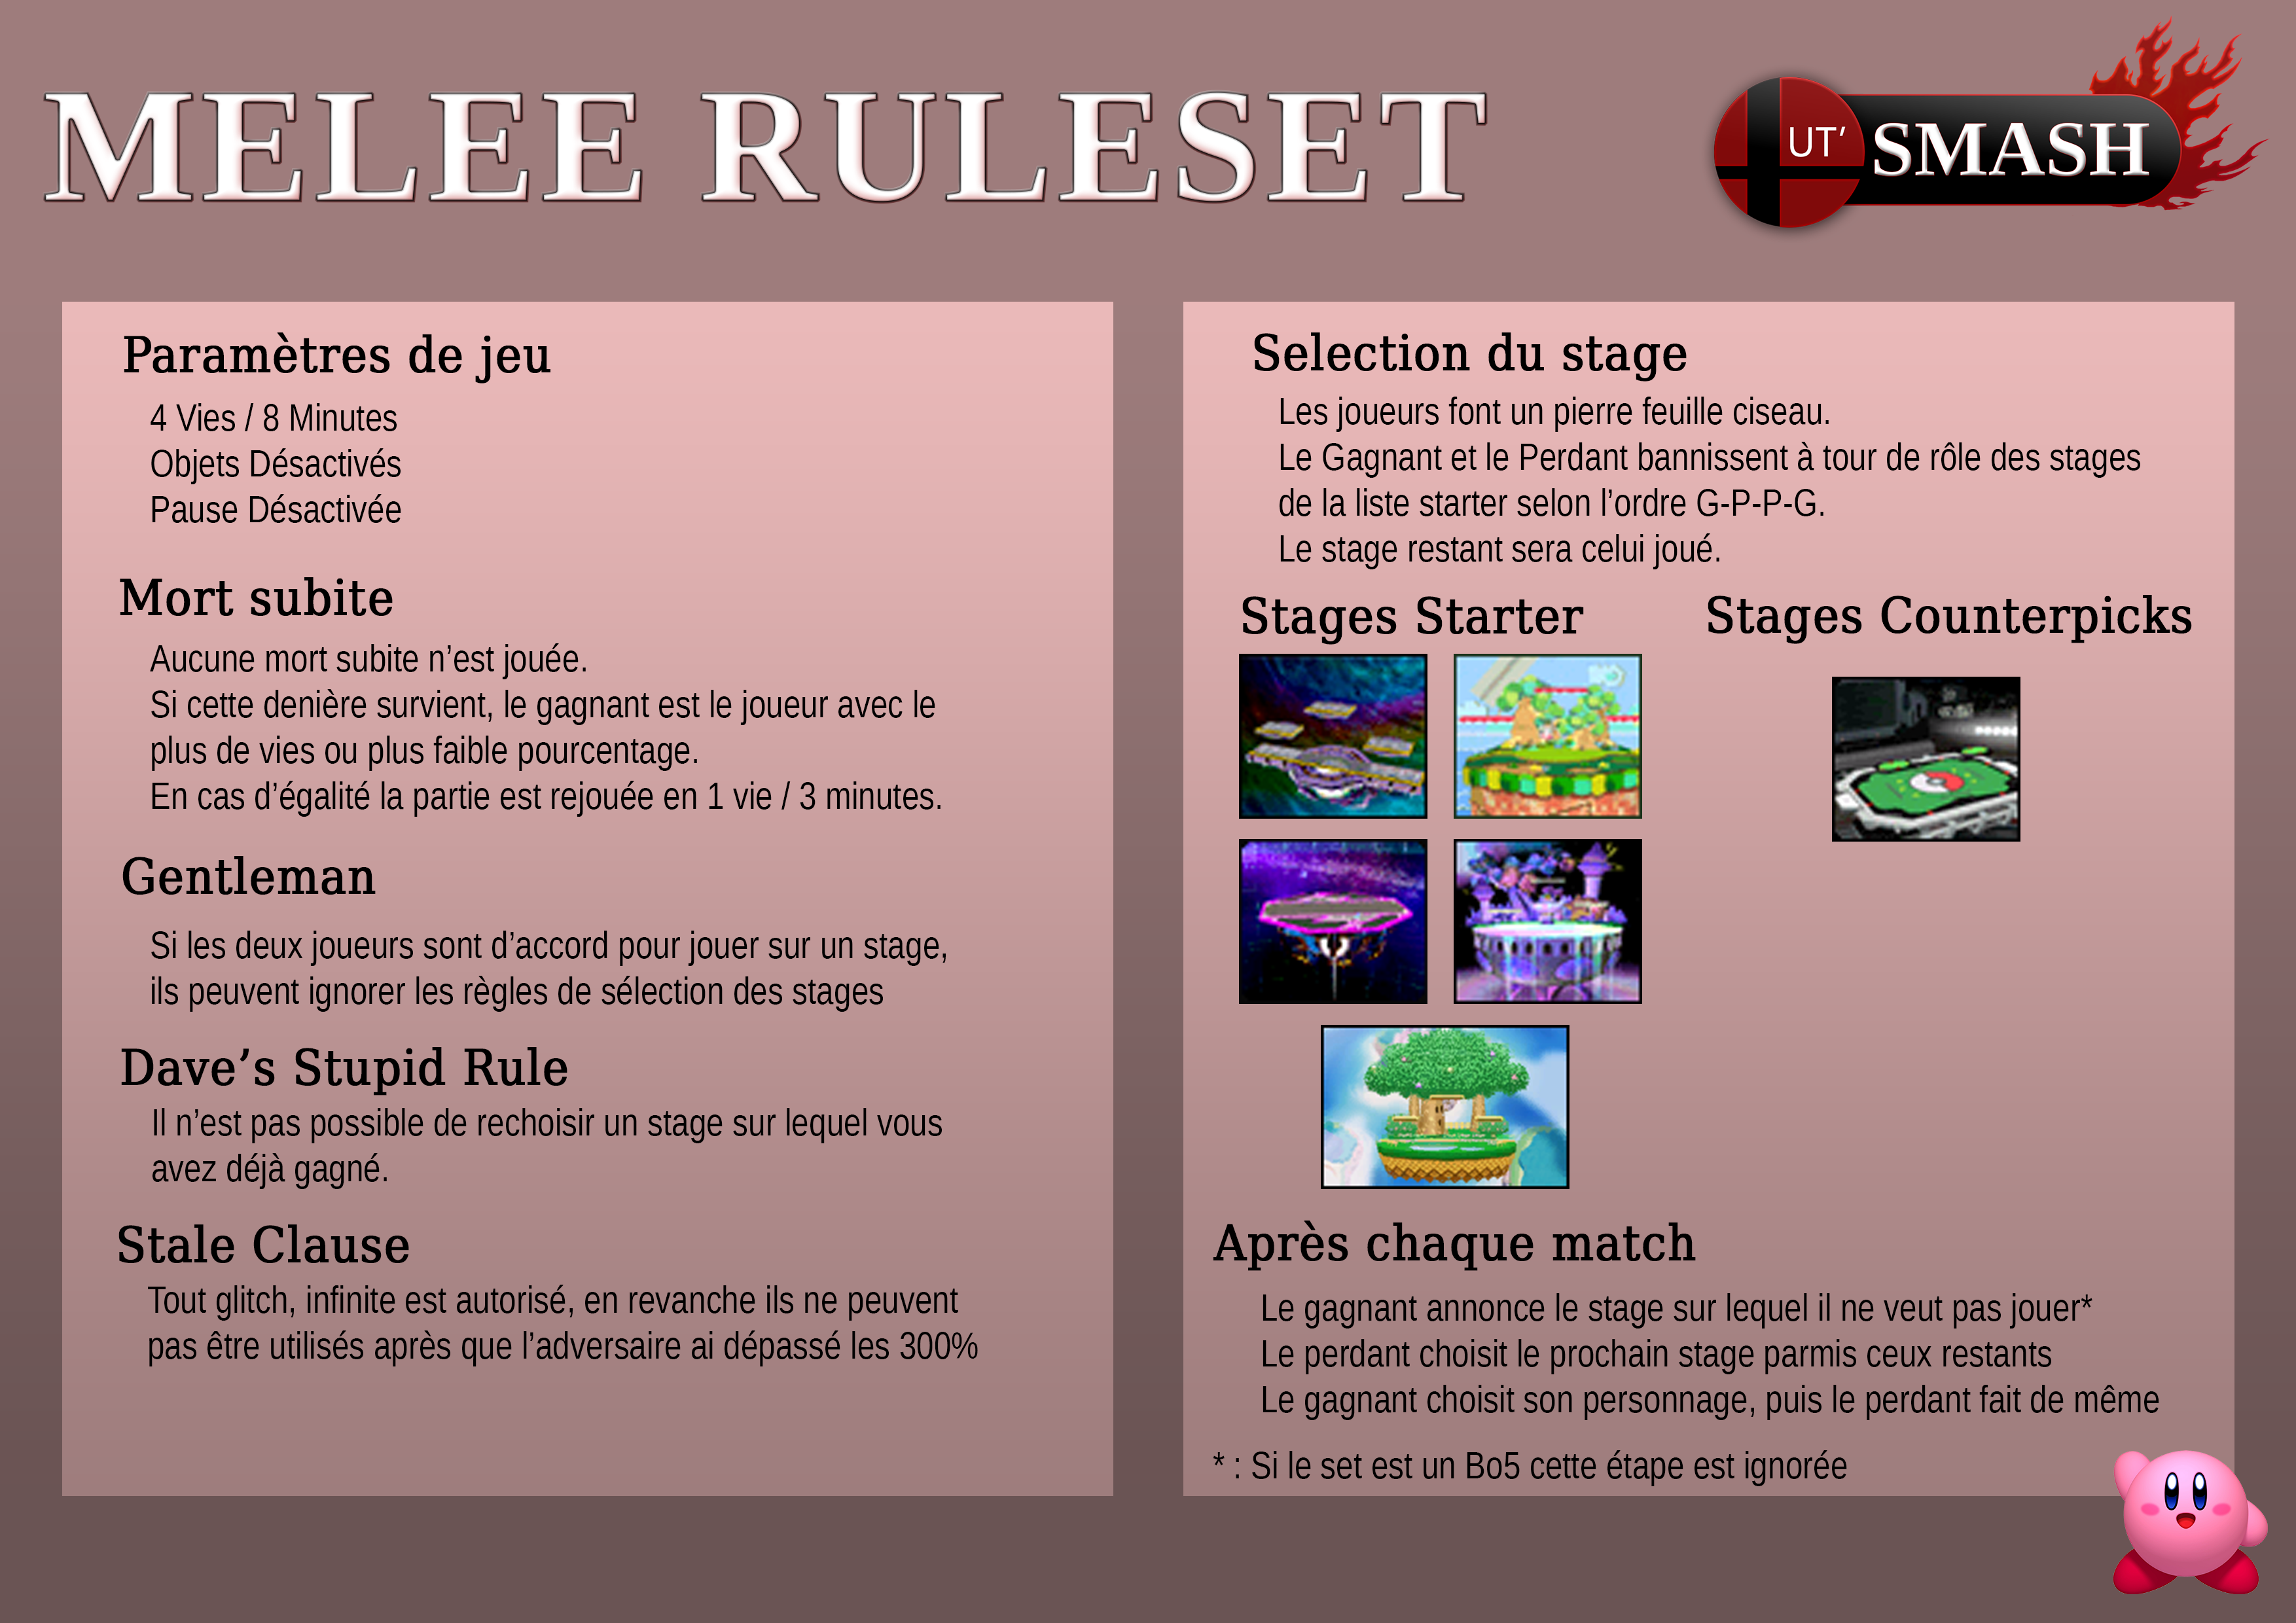 MELEE RULESET
UT' SMASH
Paramètres de jeu
4 Vies / 8 Minutes
Objets Désactivés
Pause Désactivée
Mort subite
Aucune mort subite n’est jouée.
Si cette denière survient, le gagnant est le joueur avec le
plus de vies ou plus faible pourcentage.
En cas d’égalité la partie est rejouée en 1 vie / 3 minutes.
Gentleman
Si les deux joueurs sont d’accord pour jouer sur un stage,
ils peuvent ignorer les règles de sélection des stages
Dave’s Stupid Rule
Il n’est pas possible de rechoisir un stage sur lequel vous
avez déjà gagné.
Stale Clause
Tout glitch, infinite est autorisé, en revanche ils ne peuvent
pas être utilisés après que l’adversaire ai dépassé les 300%
Selection du stage
Les joueurs font un pierre feuille ciseau.
Le Gagnant et le Perdant bannissent à tour de rôle des stages
de la liste starter selon l’ordre G-P-P-G.
Le stage restant sera celui joué.
Stages Starter
Stages Counterpicks
Après chaque match
Le gagnant annonce le stage sur lequel il ne veut pas jouer*
Le perdant choisit le prochain stage parmis ceux restants
Le gagnant choisit son personnage, puis le perdant fait de même
* : Si le set est un Bo5 cette étape est ignorée